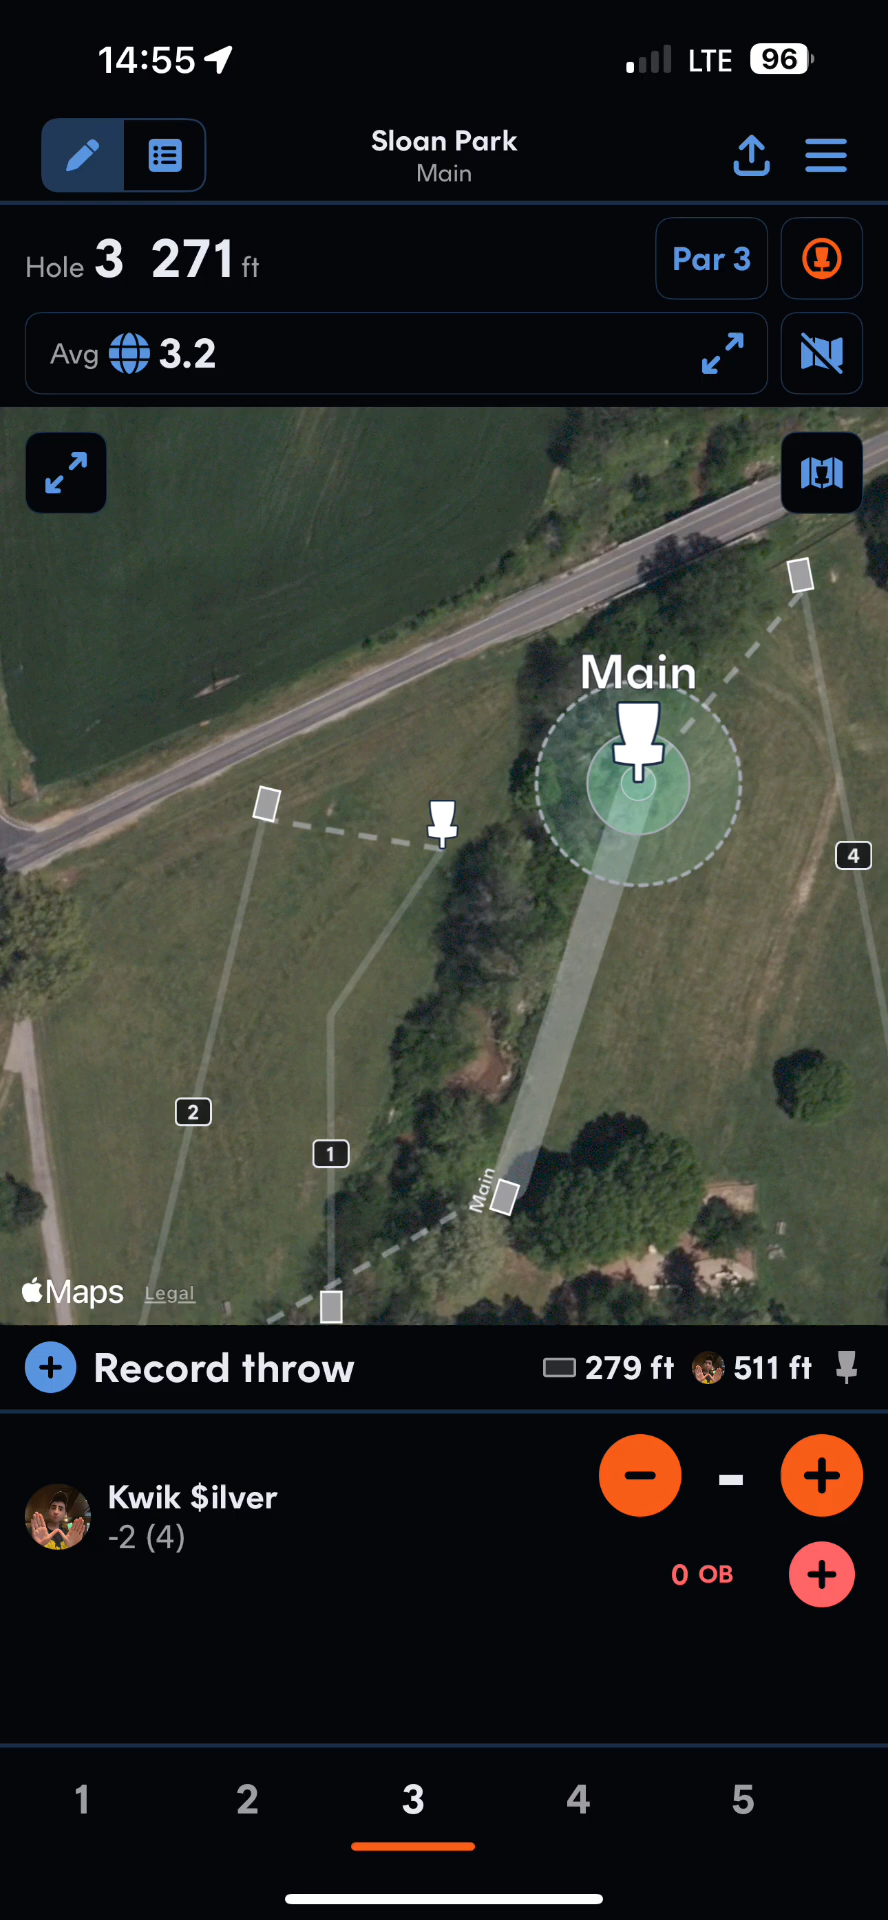 14:55
LTE 96
Sloan Park
Main
Hole 3 271 ft
Par 3
Avg 3.2
Main
4
2
1
Main
Maps Legal
Record throw 279 ft 511 ft
Kwik $ilver
-2 (4)
-
0 OB
1 2 3 4 5